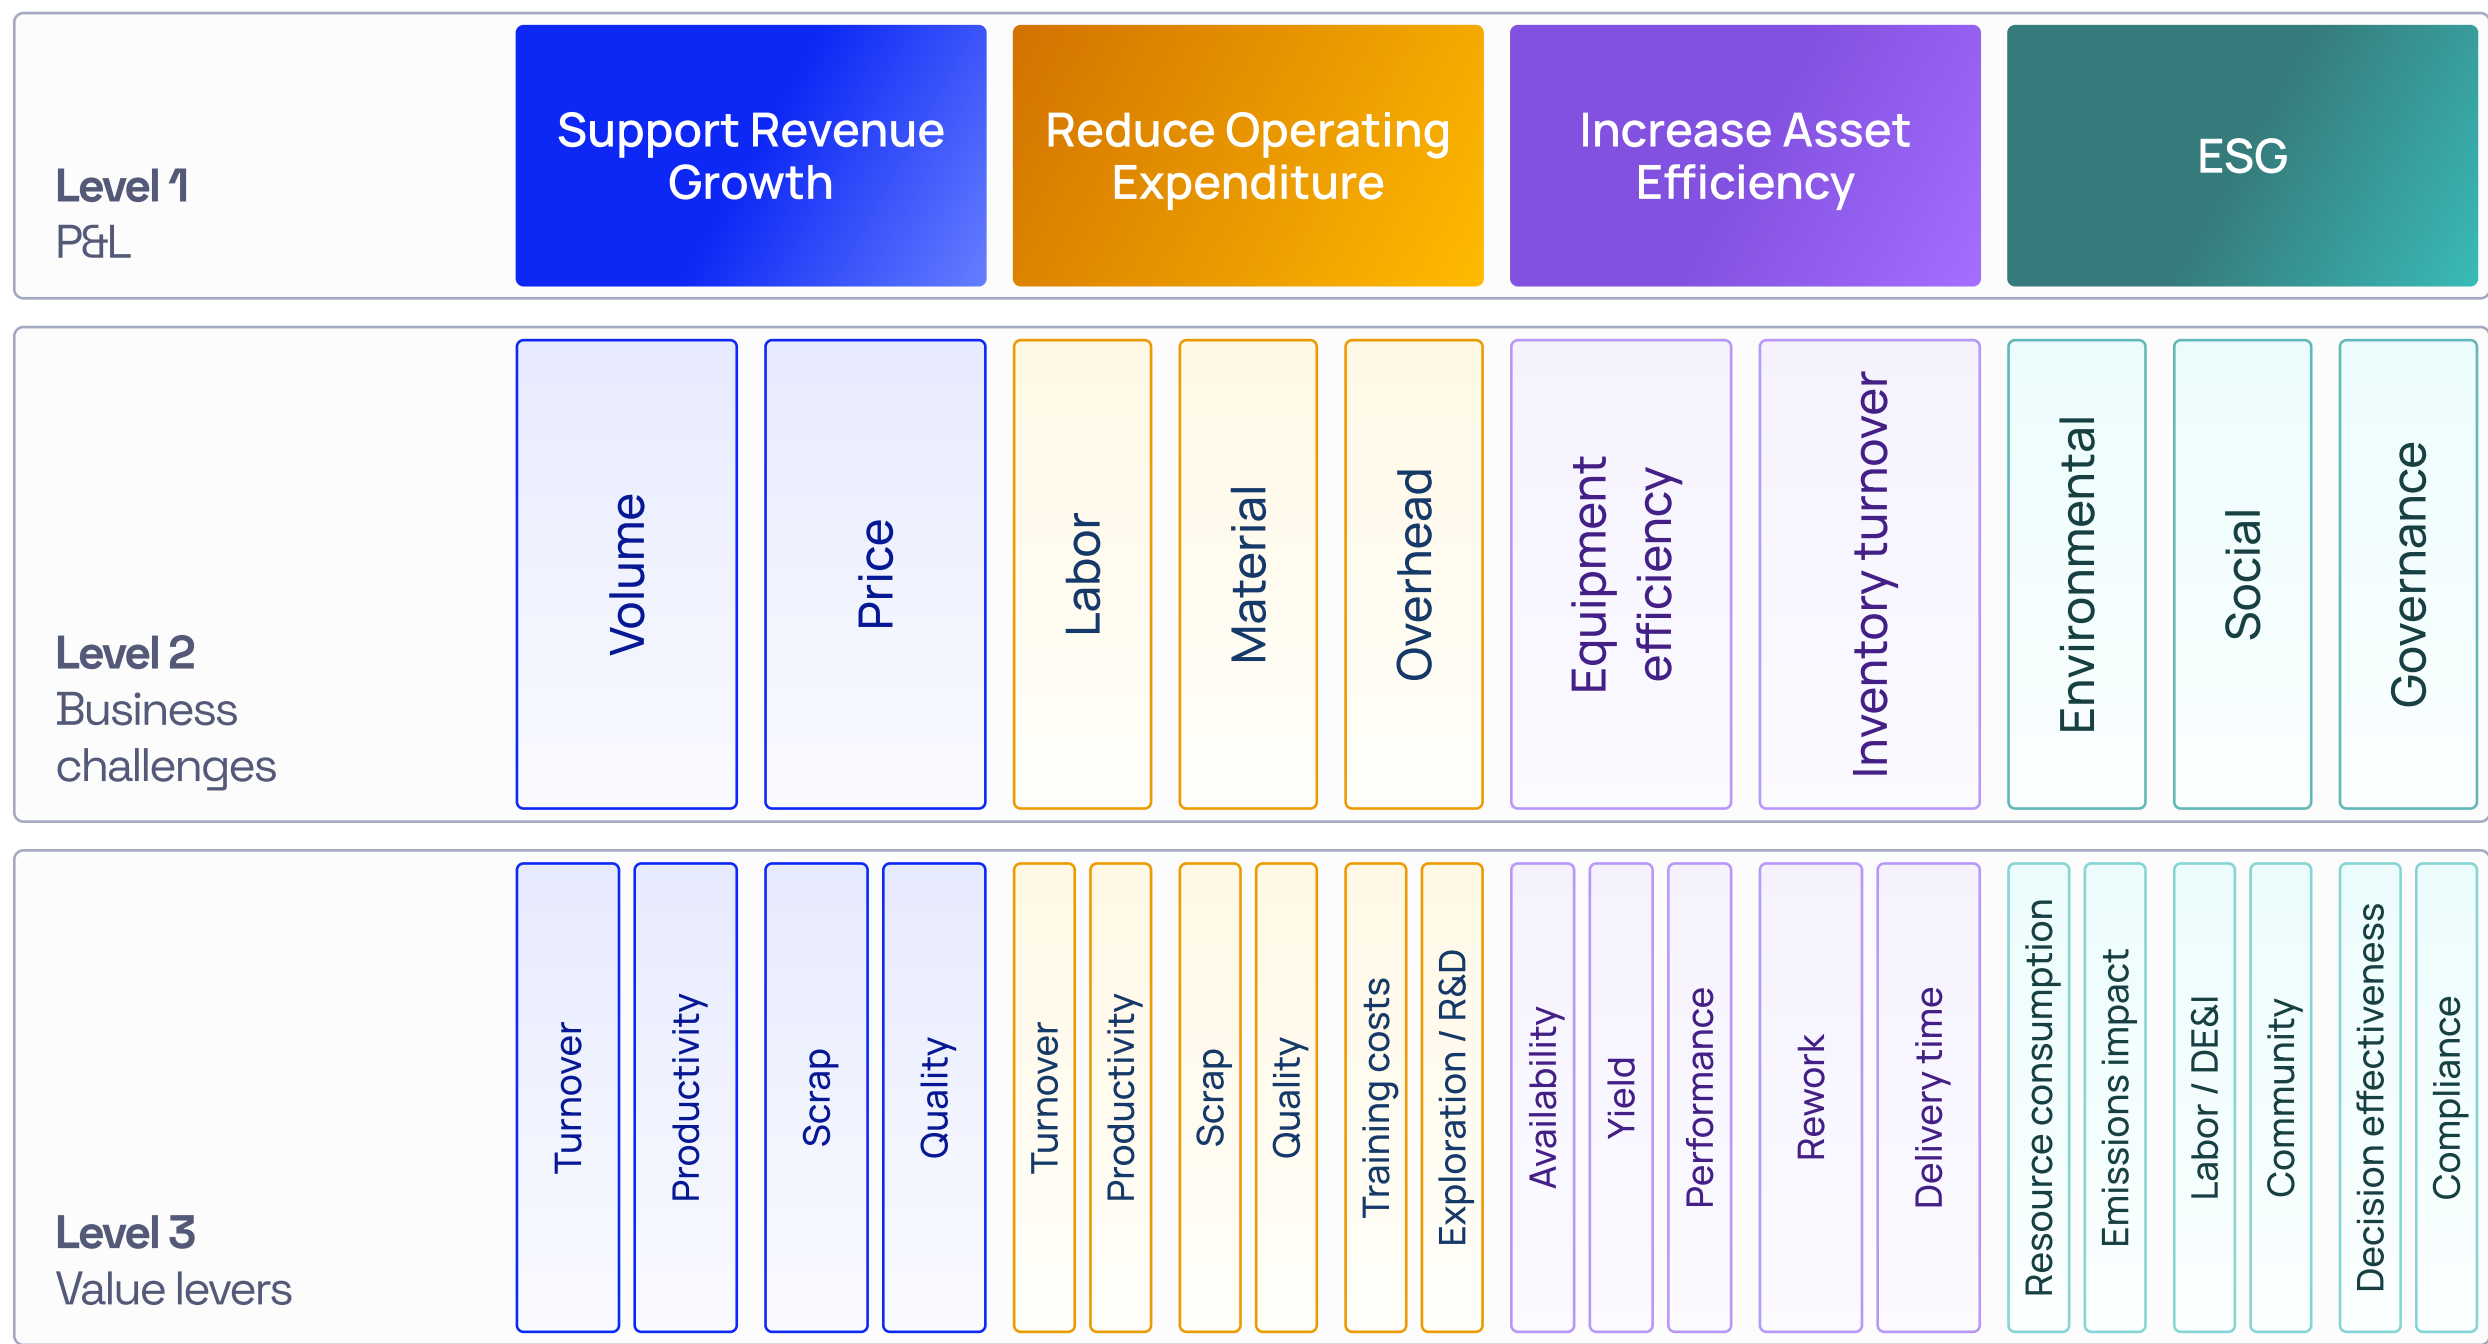 Level 1
P&L
Support Revenue
Growth
Reduce Operating
Expenditure
Increase Asset
Efficiency
ESG
Level 2
Business
challenges
Volume
Price
Labor
Material
Overhead
Equipment
efficiency
Inventory turnover
Environmental
Social
Governance
Level 3
Value levers
Turnover
Productivity
Scrap
Quality
Turnover
Productivity
Scrap
Quality
Training costs
Exploration / R&D
Availability
Yield
Performance
Rework
Delivery time
Resource consumption
Emissions impact
Labor / DE&I
Community
Decision effectiveness
Compliance